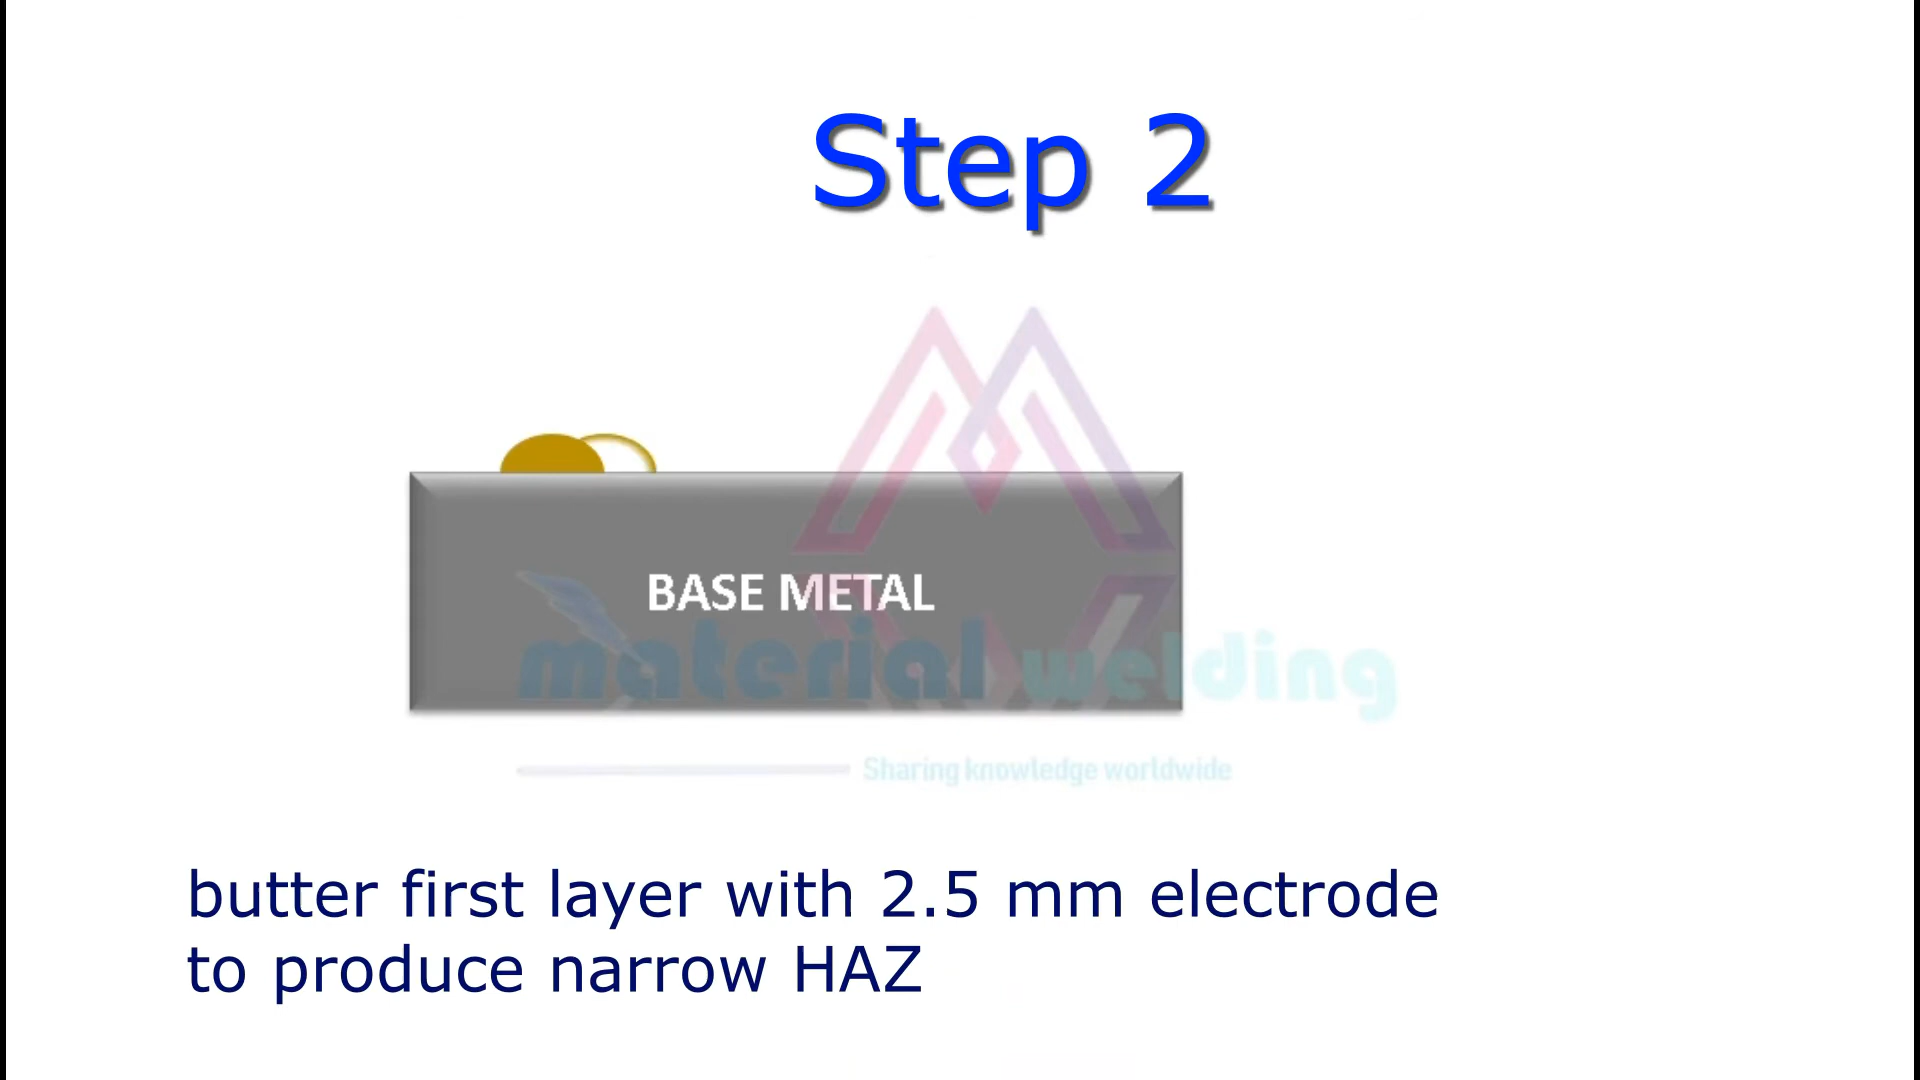 Step 2
BASE METAL
material welding
Sharing knowledge worldwide
butter first layer with 2.5 mm electrode
to produce narrow HAZ